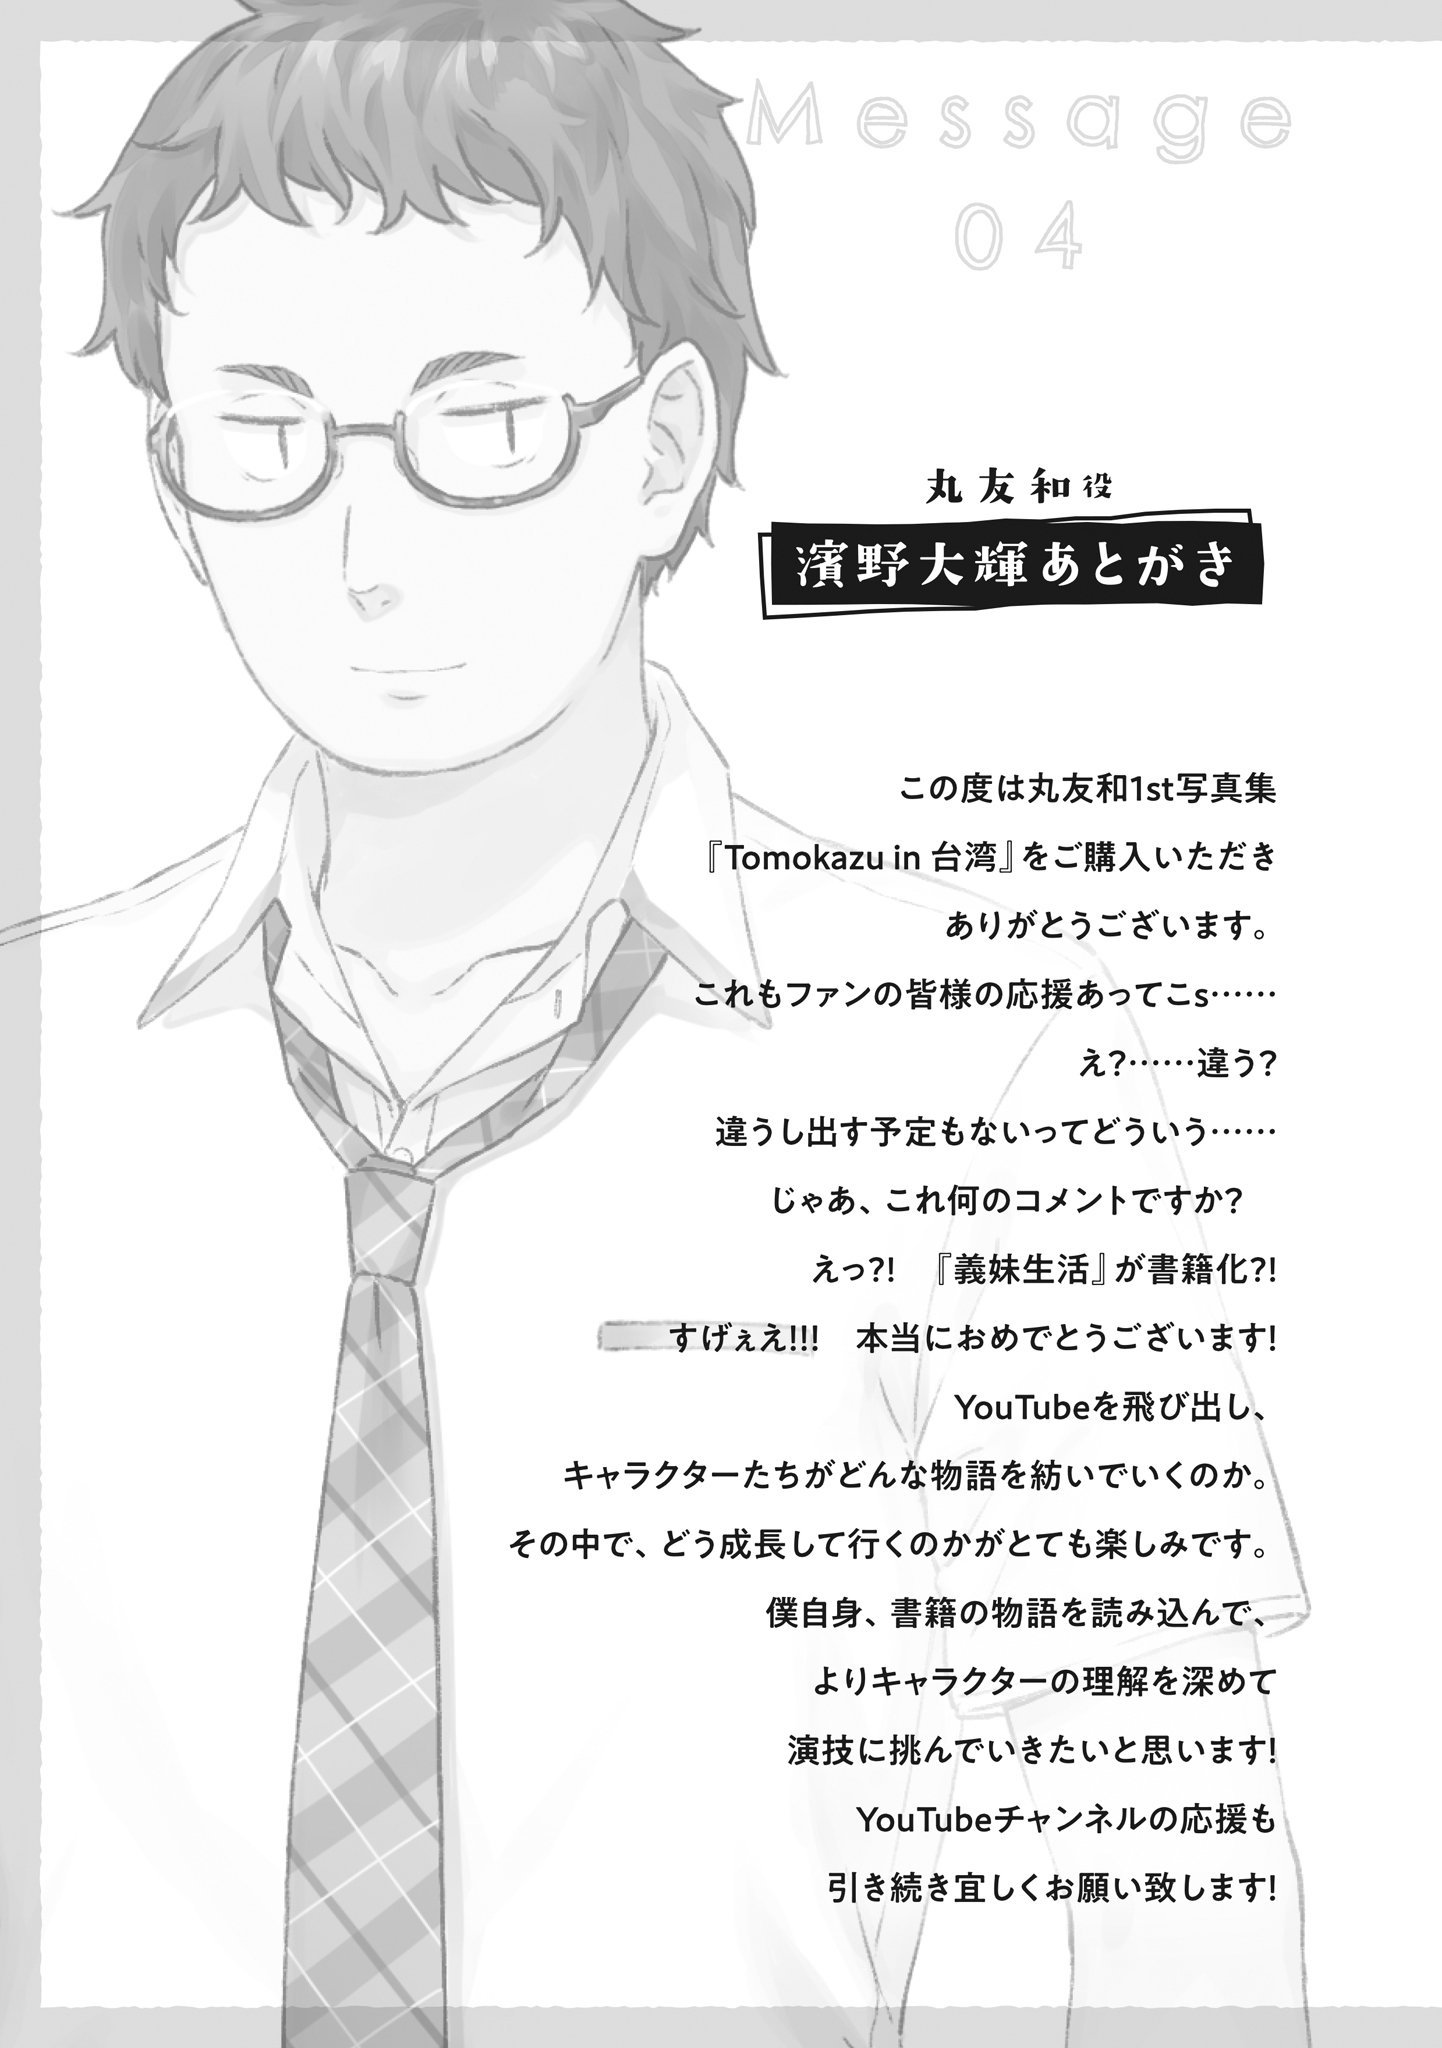 Message
04
丸友和役
濱野大輝あとがき
この度は丸友和1st写真集
『Tomokazu in 台湾』をご購入いただき
ありがとうございます。
これもファンの皆様の応援あってこs……
え?……違う?
違うし出す予定もないってどういう……
じゃあ、これ何のコメントですか?
えっ?!　『義妹生活』が書籍化?!
すげぇえ!!!　本当におめでとうございます!
YouTubeを飛び出し、
キャラクターたちがどんな物語を紡いでいくのか。
その中で、どう成長して行くのかがとても楽しみです。
僕自身、書籍の物語を読み込んで、
よりキャラクターの理解を深めて
演技に挑んでいきたいと思います!
YouTubeチャンネルの応援も
引き続き宜しくお願い致します!